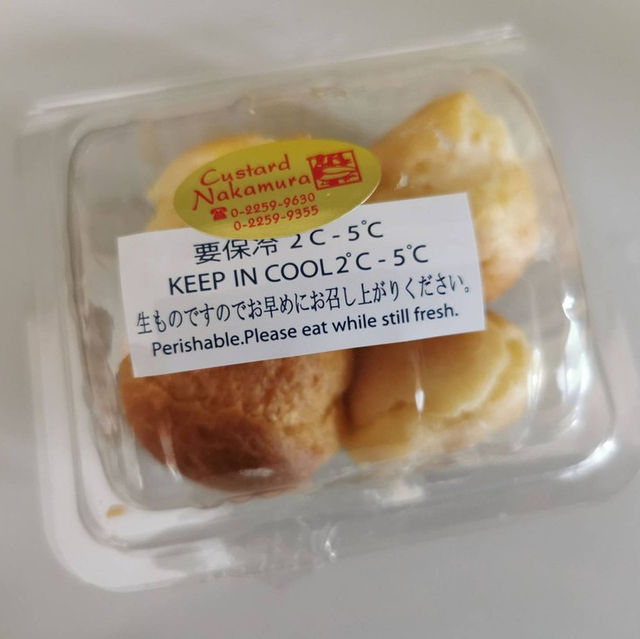 Custard
Nakamura
☎ 0-2259-9630
0-2259-9355
要保冷 2℃ - 5℃
KEEP IN COOL 2℃ - 5℃
生ものですのでお早めにお召し上がりください。
Perishable.Please eat while still fresh.